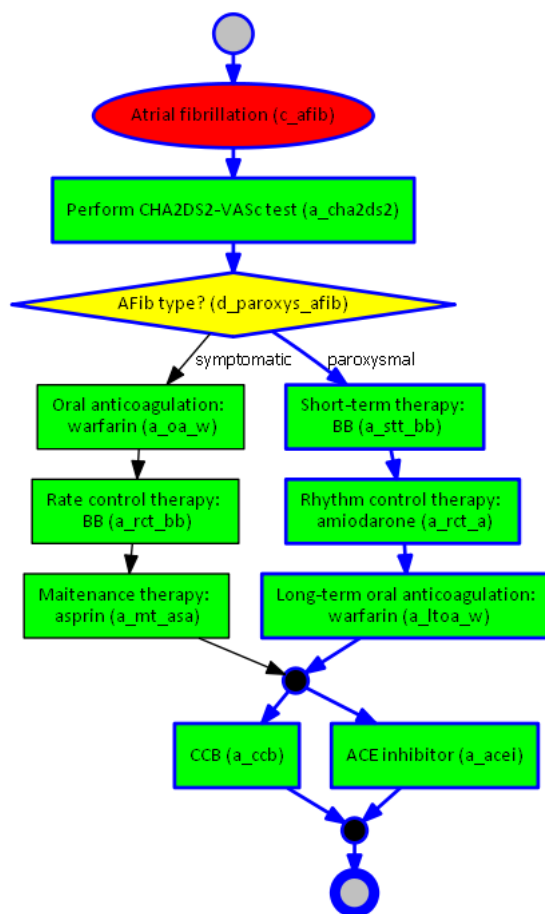 Atrial fibrillation (c_afib)
Perform CHA2DS2-VASc test (a_cha2ds2)
AFib type? (d_paroxys_afib)
symptomatic
paroxysmal
Oral anticoagulation:
warfarin (a_oa_w)
Short-term therapy:
BB (a_stt_bb)
Rate control therapy:
BB (a_rct_bb)
Rhythm control therapy:
amiodarone (a_rct_a)
Maitenance therapy:
asprin (a_mt_asa)
Long-term oral anticoagulation:
warfarin (a_ltoa_w)
CCB (a_ccb)
ACE inhibitor (a_acei)